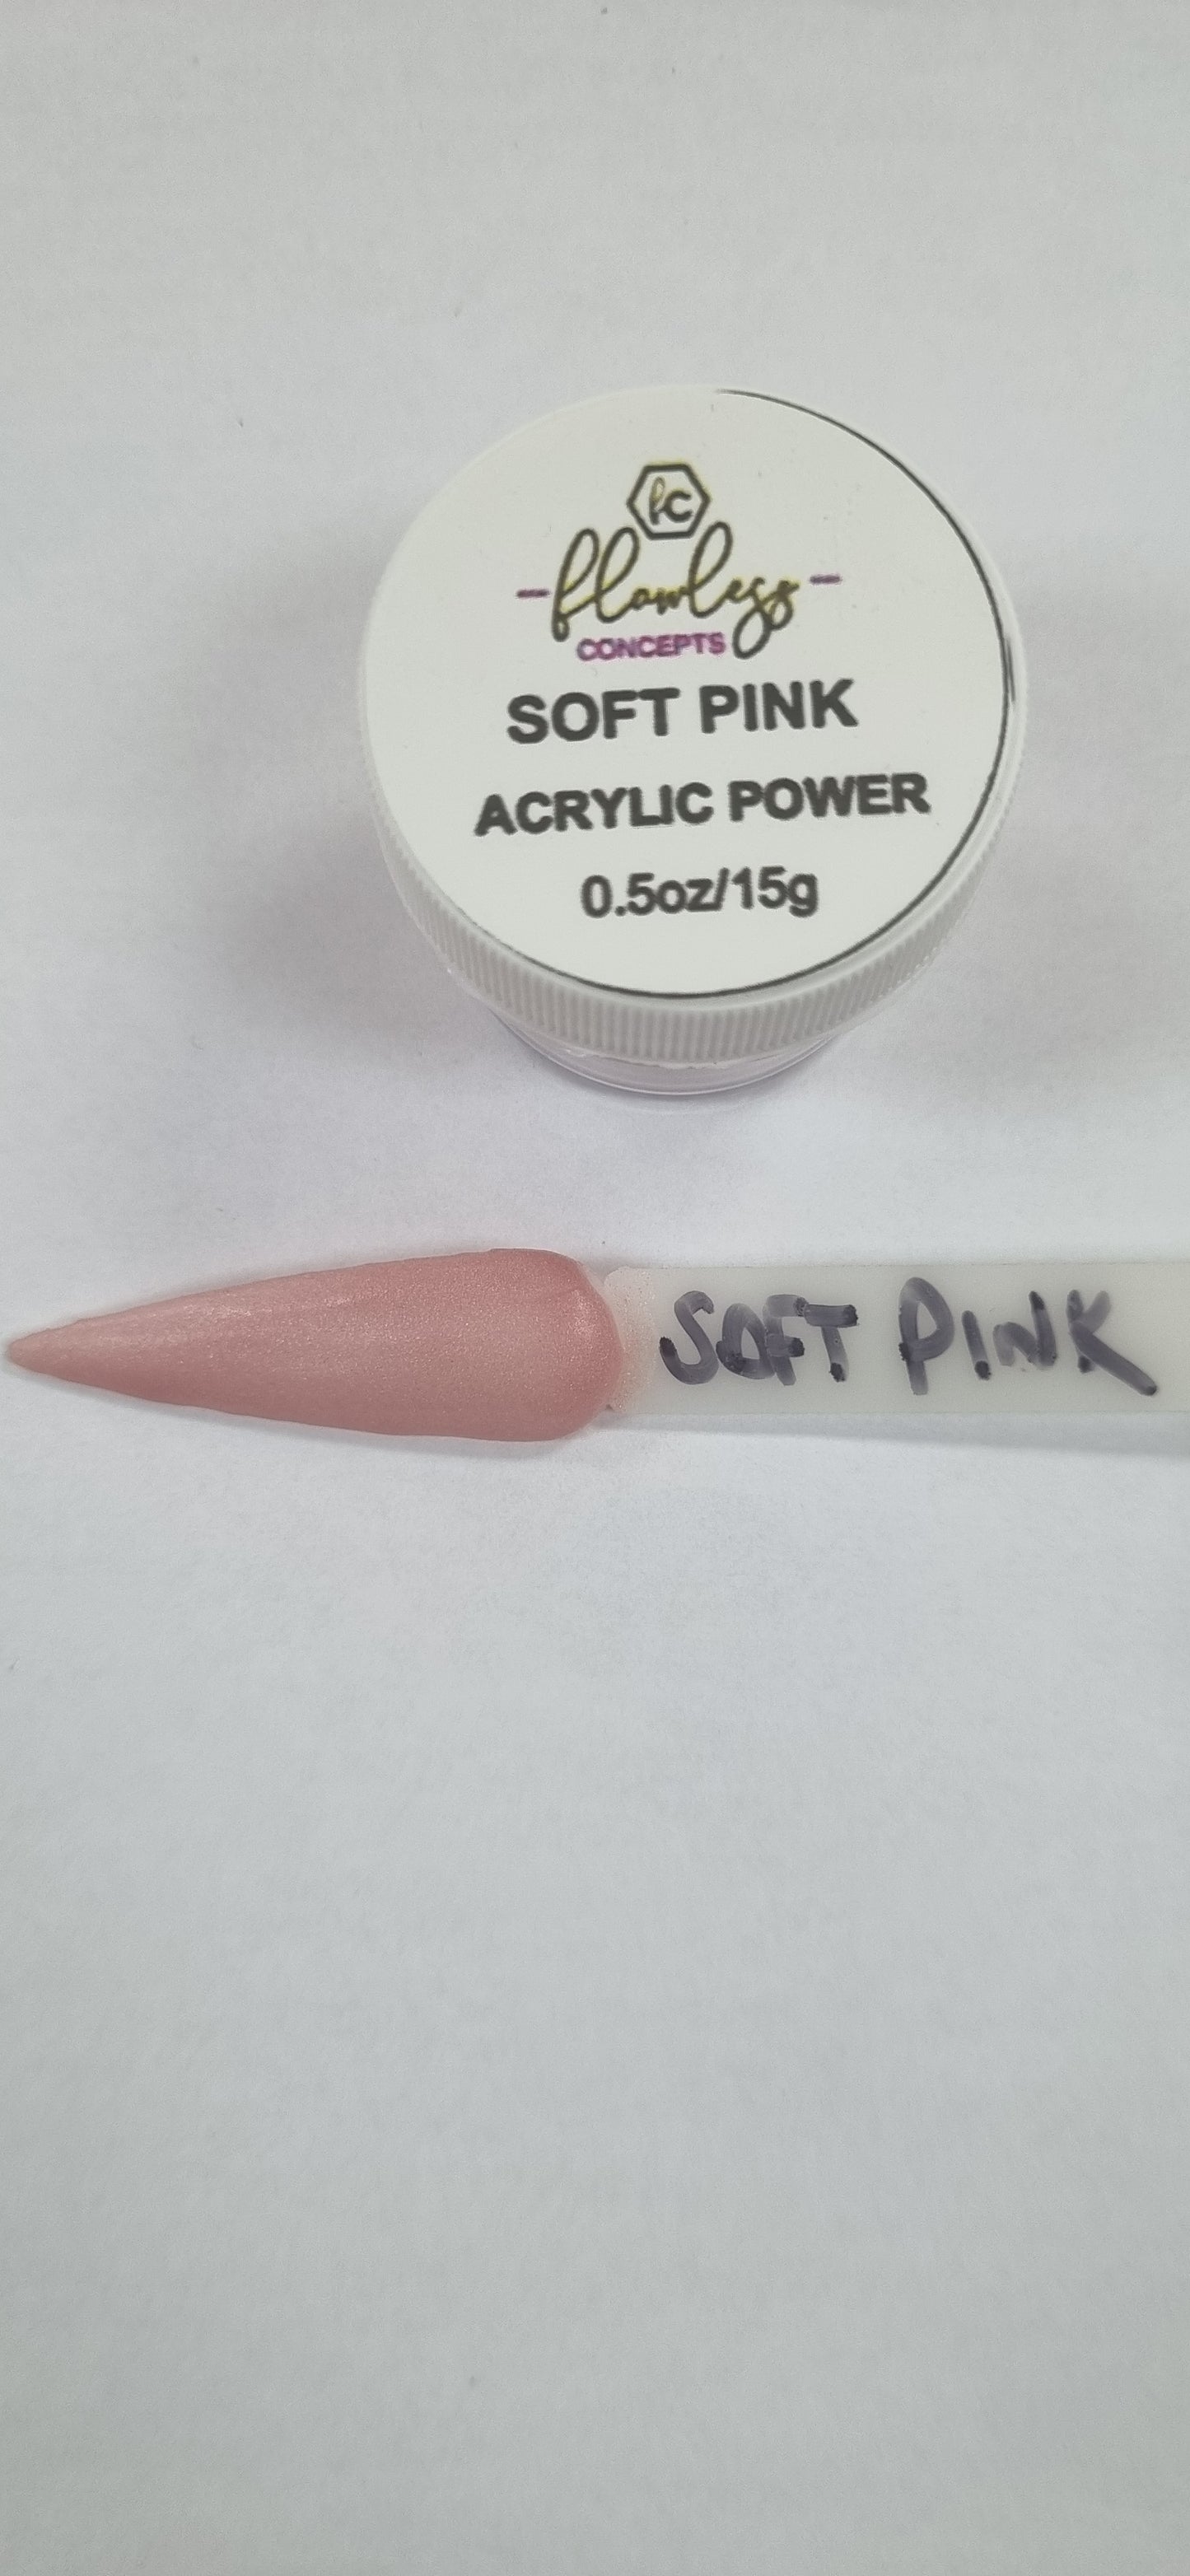 fC
flawless
CONCEPTS
SOFT PINK
ACRYLIC POWER
0.5oz/15g
SOFT PINK